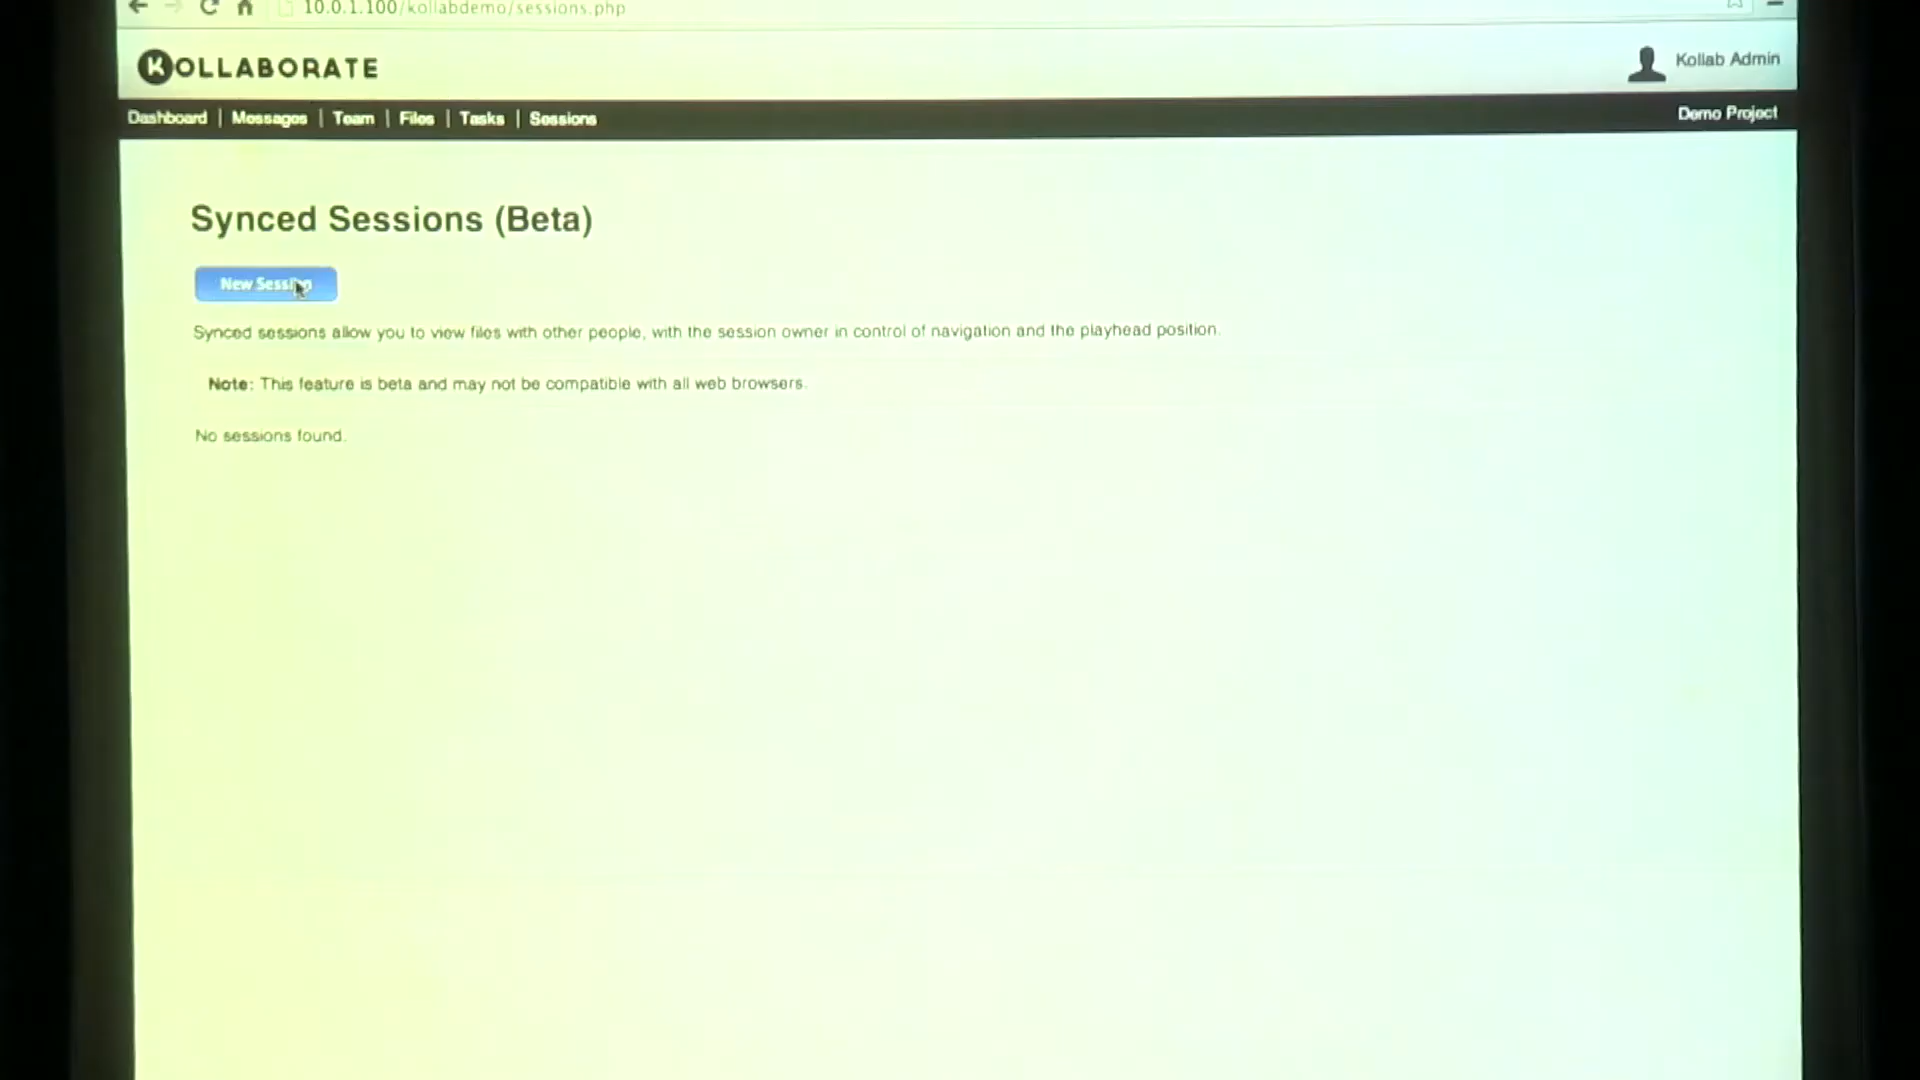 10.0.1.100/kollabdemo/sessions.php
KOLLABORATE
Kollab Admin
Dashboard | Messages | Team | Files | Tasks | Sessions
Demo Project
Synced Sessions (Beta)
New Session
Synced sessions allow you to view files with other people, with the session owner in control of navigation and the playhead position.
Note: This feature is beta and may not be compatible with all web browsers.
No sessions found.